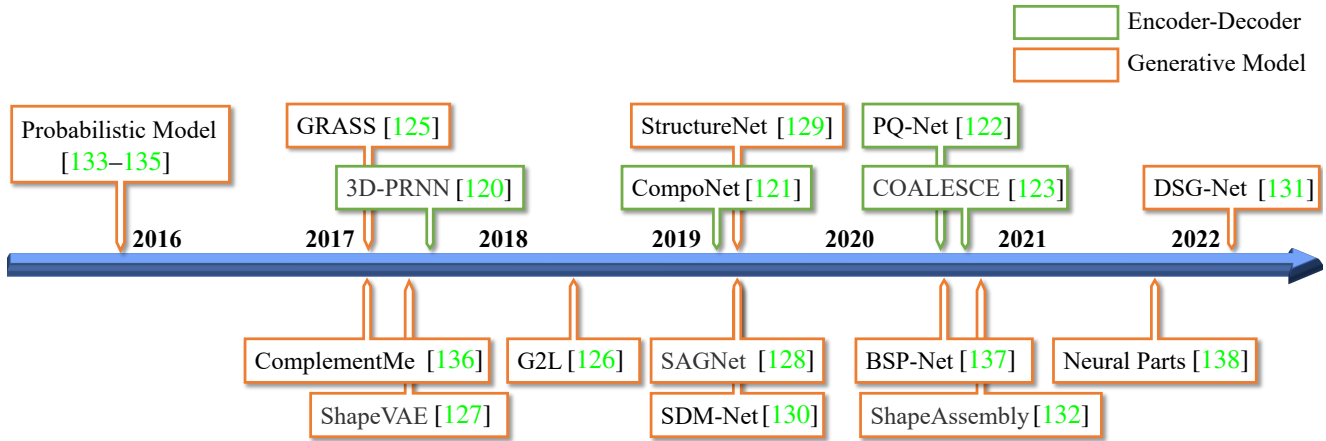 Encoder-Decoder
Generative Model
Probabilistic Model
[133–135]
GRASS [125]
StructureNet [129]
PQ-Net [122]
3D-PRNN [120]
CompoNet [121]
COALESCE [123]
DSG-Net [131]
2016
2017
2018
2019
2020
2021
2022
ComplementMe [136]
G2L [126]
SAGNet [128]
BSP-Net [137]
Neural Parts [138]
ShapeVAE [127]
SDM-Net [130]
ShapeAssembly [132]